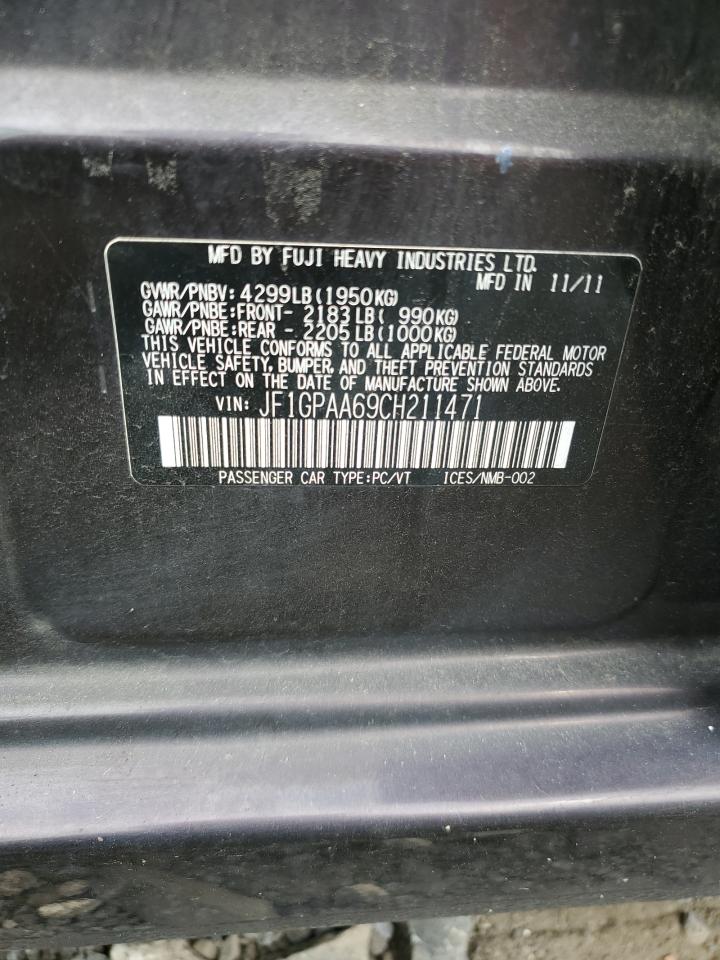 MFD BY FUJI HEAVY INDUSTRIES LTD.
MFD IN 11/11
GVWR/PNBV: 4299LB(1950KG)
GAWR/PNBE:FRONT- 2183LB( 990KG)
GAWR/PNBE:REAR - 2205LB(1000KG)
THIS VEHICLE CONFORMS TO ALL APPLICABLE FEDERAL MOTOR
VEHICLE SAFETY, BUMPER, AND THEFT PREVENTION STANDARDS
IN EFFECT ON THE DATE OF MANUFACTURE SHOWN ABOVE.
VIN: JF1GPAA69CH211471
PASSENGER CAR TYPE:PC/VT ICES/NMB-002